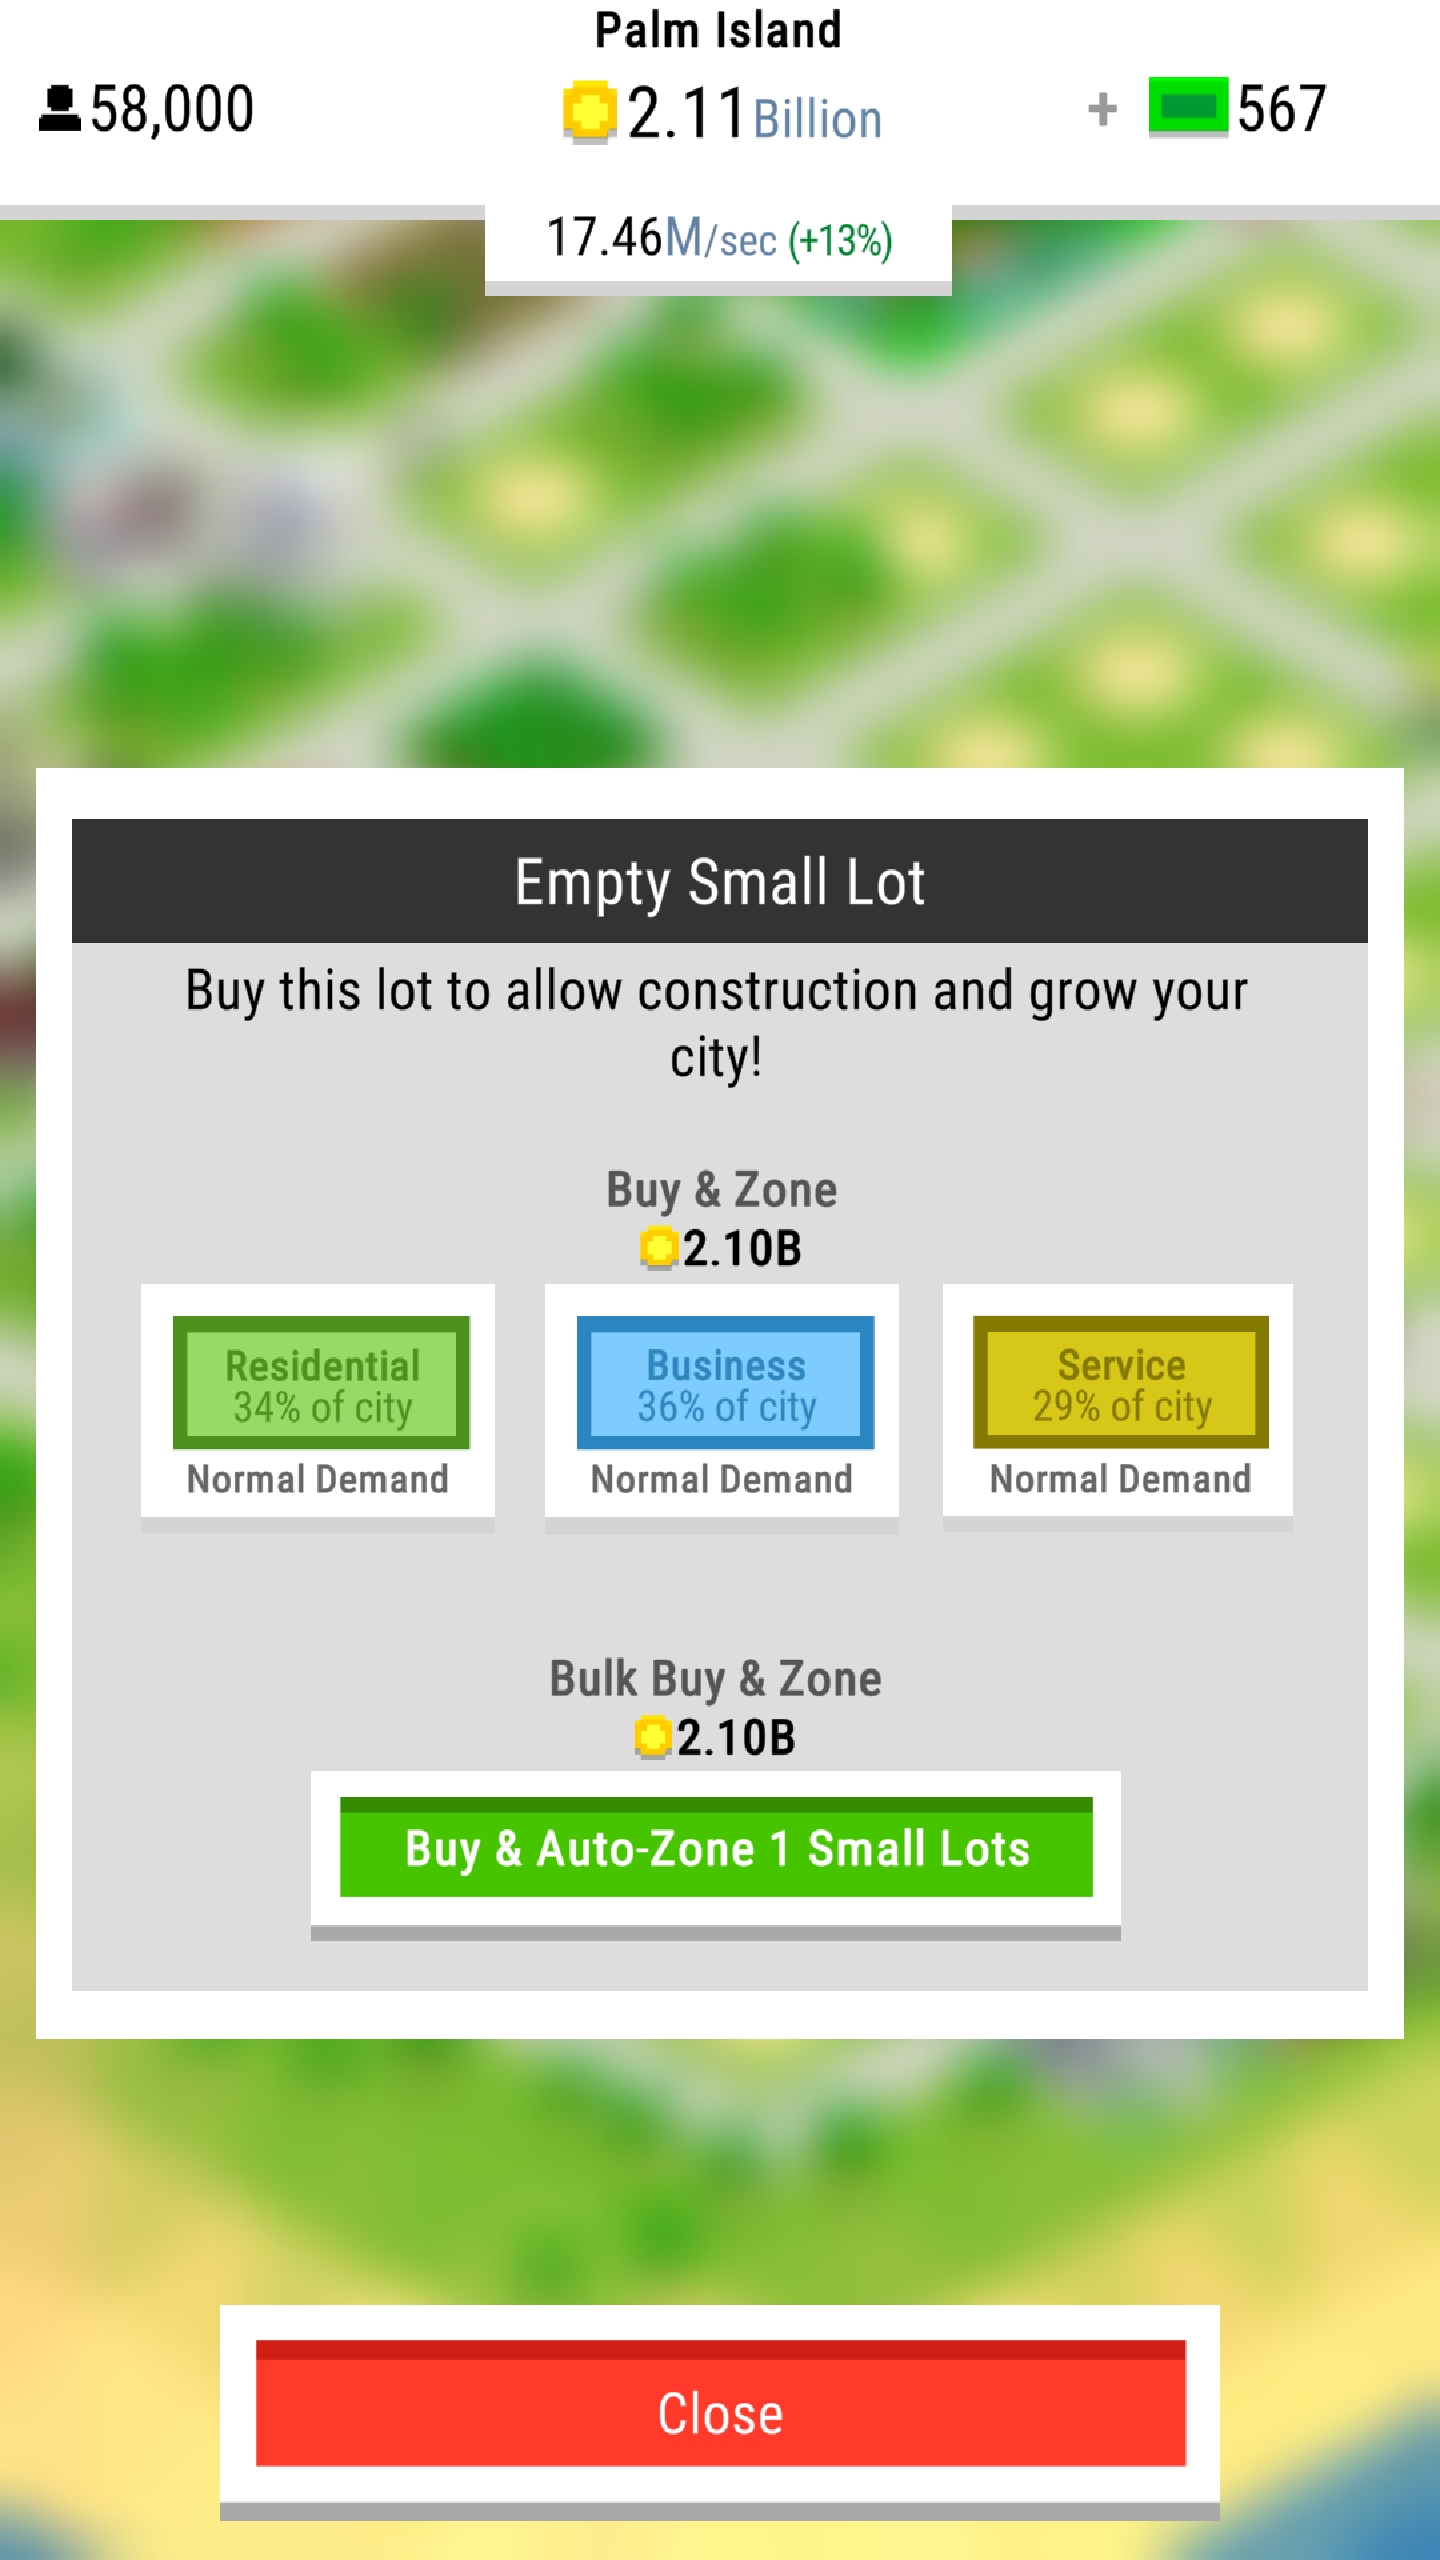 Palm Island
58,000
2.11 Billion
+ 567
17.46M/sec (+13%)
Empty Small Lot
Buy this lot to allow construction and grow your
city!
Buy & Zone
2.10B
Residential
34% of city
Normal Demand
Business
36% of city
Normal Demand
Service
29% of city
Normal Demand
Bulk Buy & Zone
2.10B
Buy & Auto-Zone 1 Small Lots
Close